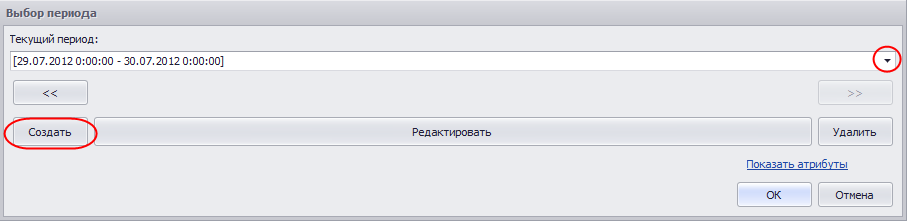 Выбор периода
Текущий период:
[29.07.2012 0:00:00 - 30.07.2012 0:00:00]
<< >>
Создать Редактировать Удалить
Показать атрибуты
OK Отмена